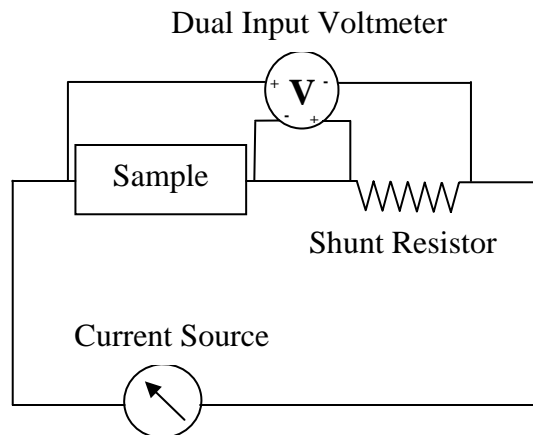 Dual Input Voltmeter
+ V -
- +
Sample
Shunt Resistor
Current Source